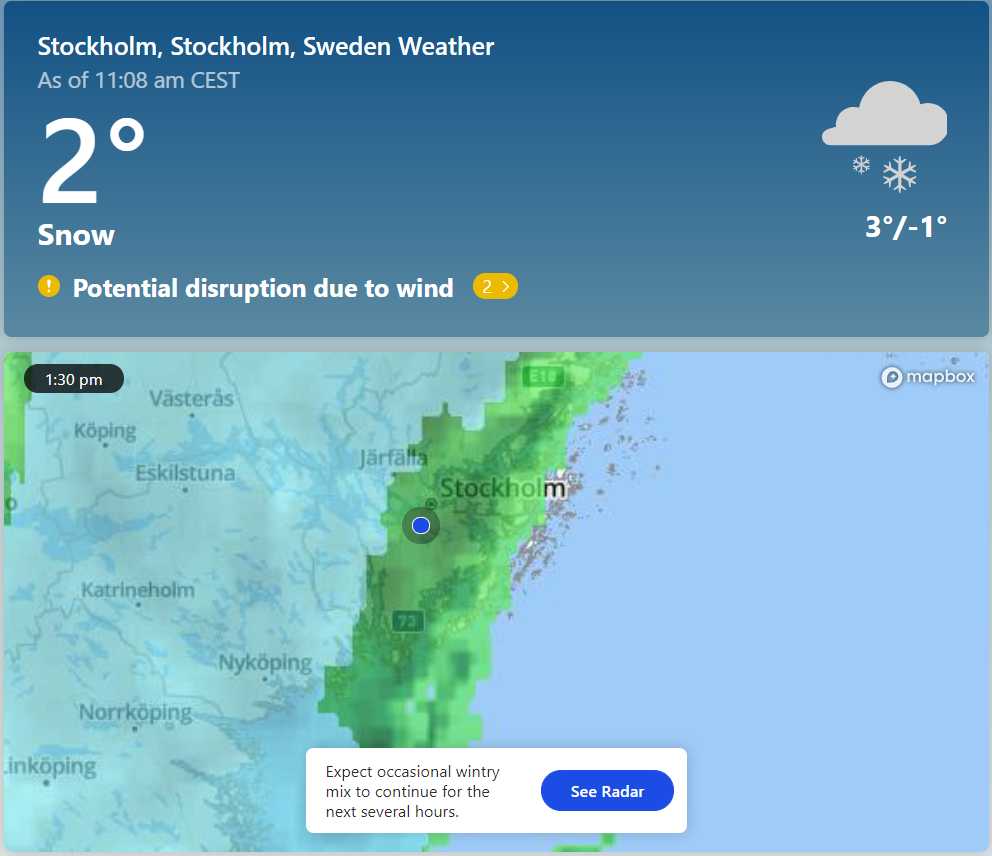 Stockholm, Stockholm, Sweden Weather
As of 11:08 am CEST
2°
Snow
3°/-1°
! Potential disruption due to wind 2 >
1:30 pm
mapbox
E18
Västerås
Köping
Järfälla
Eskilstuna
Stockholm
o
Katrineholm
73
Nyköping
Norrköping
Linköping
Expect occasional wintry
mix to continue for the
next several hours.
See Radar